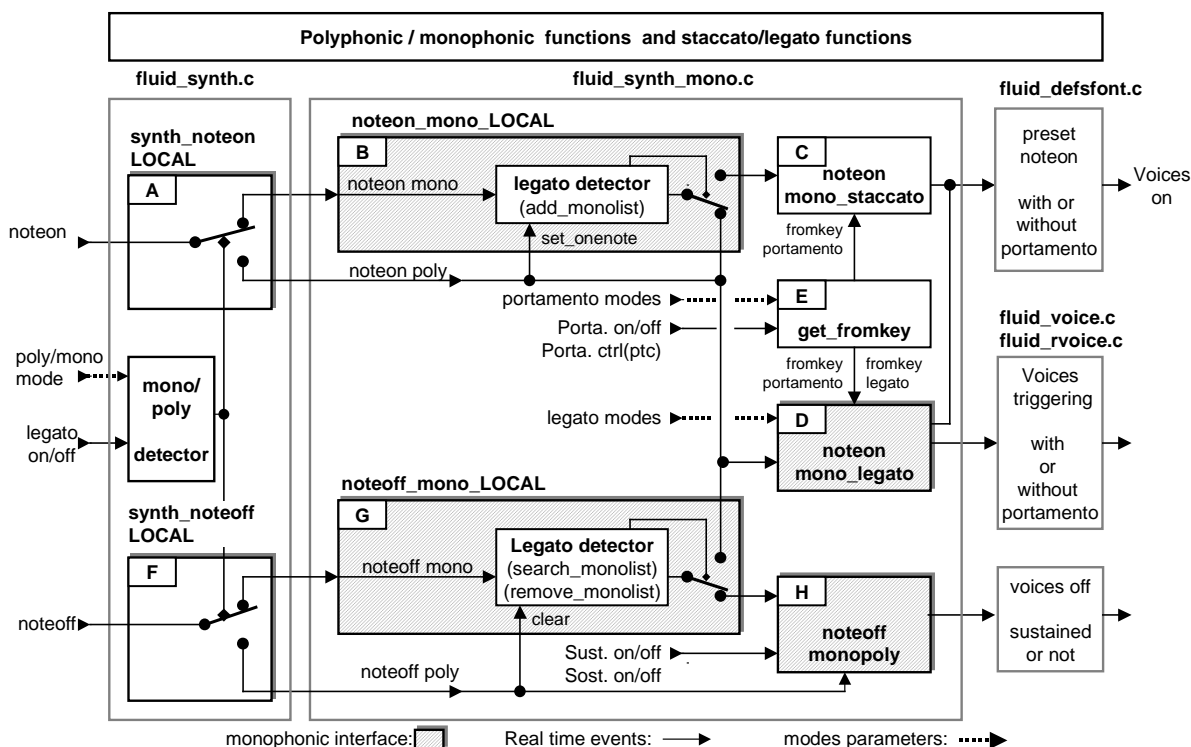 Polyphonic / monophonic functions and staccato/legato functions
fluid_synth.c
fluid_synth_mono.c
fluid_defsfont.c
synth_noteon
LOCAL
A
noteon
noteon_mono_LOCAL
B
noteon mono
legato detector
(add_monolist)
set_onenote
noteon poly
C
noteon
mono_staccato
preset
noteon
with or
without
portamento
Voices
on
fromkey
portamento
portamento modes
Porta. on/off
Porta. ctrl(ptc)
E
get_fromkey
fromkey
portamento
fromkey
legato
fluid_voice.c
fluid_rvoice.c
poly/mono
mode
legato
on/off
mono/
poly
detector
legato modes
D
noteon
mono_legato
Voices
triggering
with
or
without
portamento
synth_noteoff
LOCAL
F
noteoff
noteoff_mono_LOCAL
G
noteoff mono
Legato detector
(search_monolist)
(remove_monolist)
clear
noteoff poly
Sust. on/off
Sost. on/off
H
noteoff
monopoly
voices off
sustained
or not
monophonic interface:
Real time events:
modes parameters: